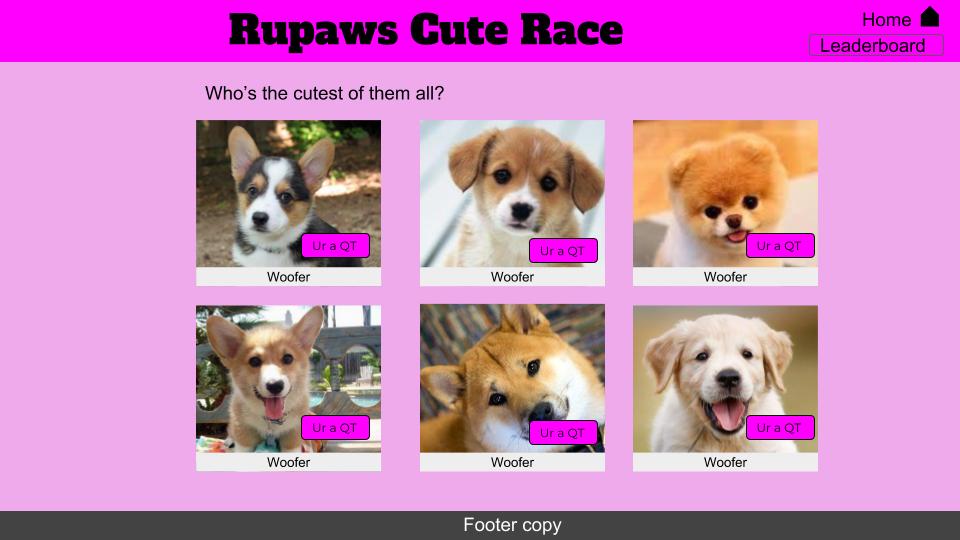 Rupaws Cute Race
Home
Leaderboard
Who's the cutest of them all?
Ur a QT
Ur a QT
Ur a QT
Woofer
Woofer
Woofer
Ur a QT
Ur a QT
Ur a QT
Woofer
Woofer
Woofer
Footer copy